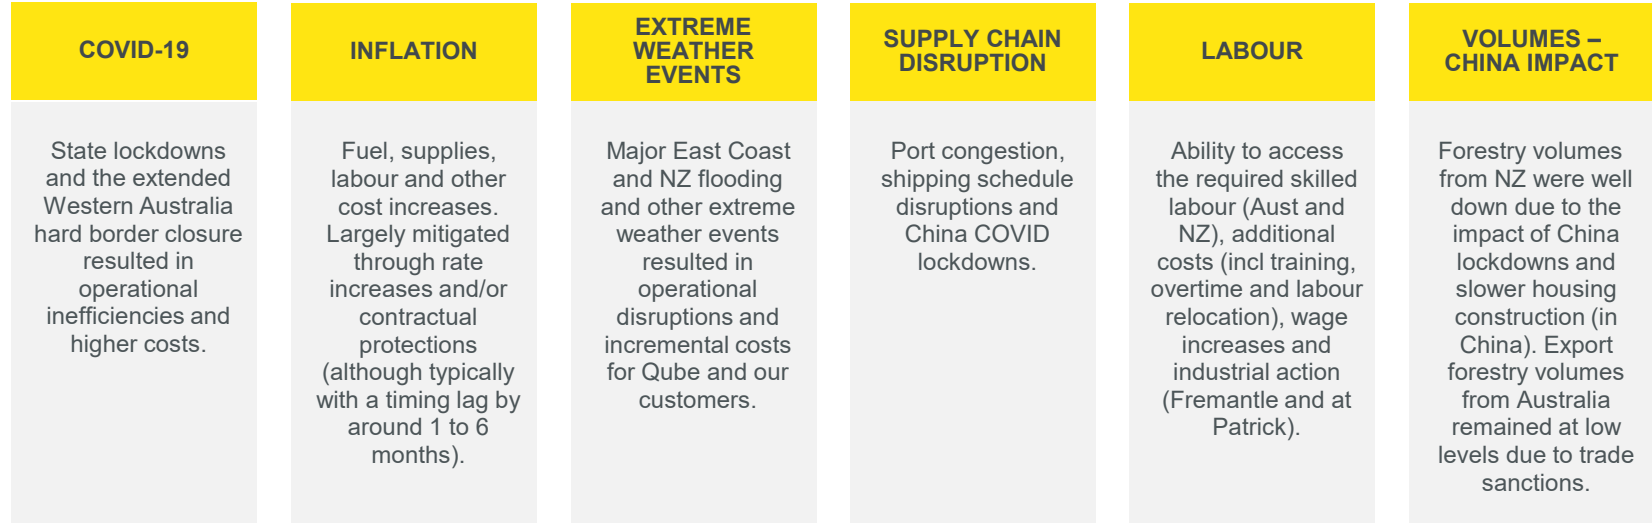 COVID-19
State lockdowns
and the extended
Western Australia
hard border closure
resulted in
operational
inefficiencies and
higher costs.
INFLATION
Fuel, supplies,
labour and other
cost increases.
Largely mitigated
through rate
increases and/or
contractual
protections
(although typically
with a timing lag by
around 1 to 6
months).
EXTREME
WEATHER
EVENTS
Major East Coast
and NZ flooding
and other extreme
weather events
resulted in
operational
disruptions and
incremental costs
for Qube and our
customers.
SUPPLY CHAIN
DISRUPTION
Port congestion,
shipping schedule
disruptions and
China COVID
lockdowns.
LABOUR
Ability to access
the required skilled
labour (Aust and
NZ), additional
costs (incl training,
overtime and labour
relocation), wage
increases and
industrial action
(Fremantle and at
Patrick).
VOLUMES –
CHINA IMPACT
Forestry volumes
from NZ were well
down due to the
impact of China
lockdowns and
slower housing
construction (in
China). Export
forestry volumes
from Australia
remained at low
levels due to trade
sanctions.